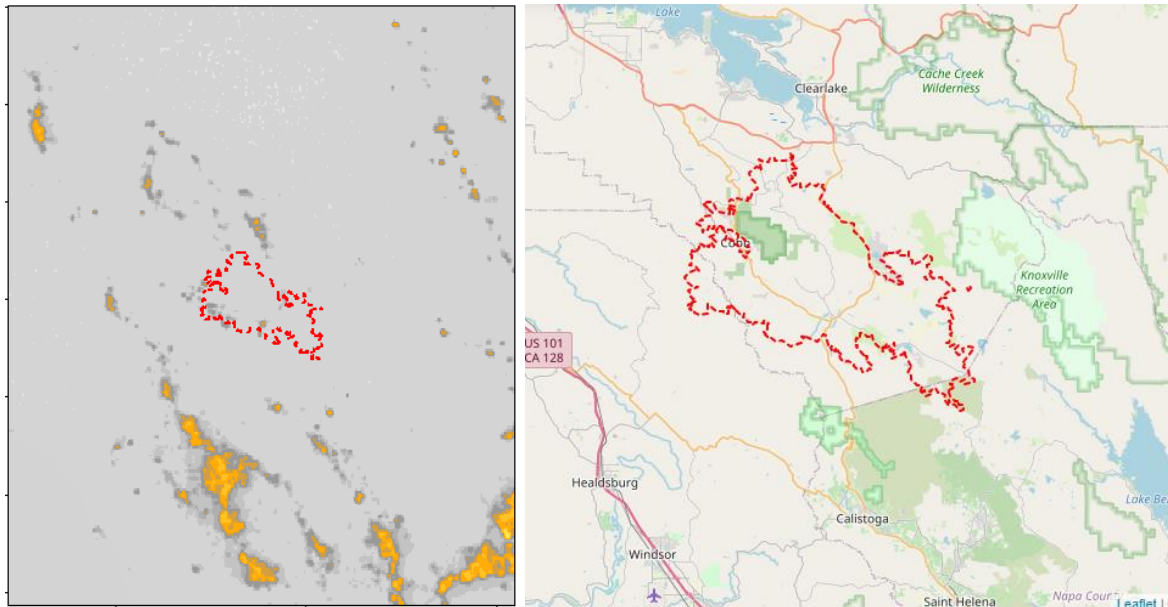 Lake
Clearlake
Cache Creek
Wilderness
Cobb
Knoxville
Recreation
Area
US 101
CA 128
Healdsburg
Calistoga
Windsor
Lake Be
Saint Helena
Napa Court
Leaflet |